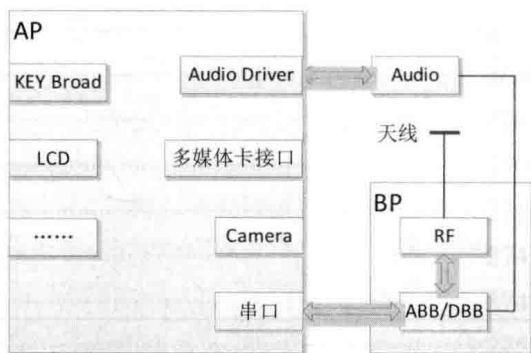 AP
KEY Broad
Audio Driver
Audio
天线
LCD
多媒体卡接口
BP
……
Camera
RF
串口
ABB/DBB